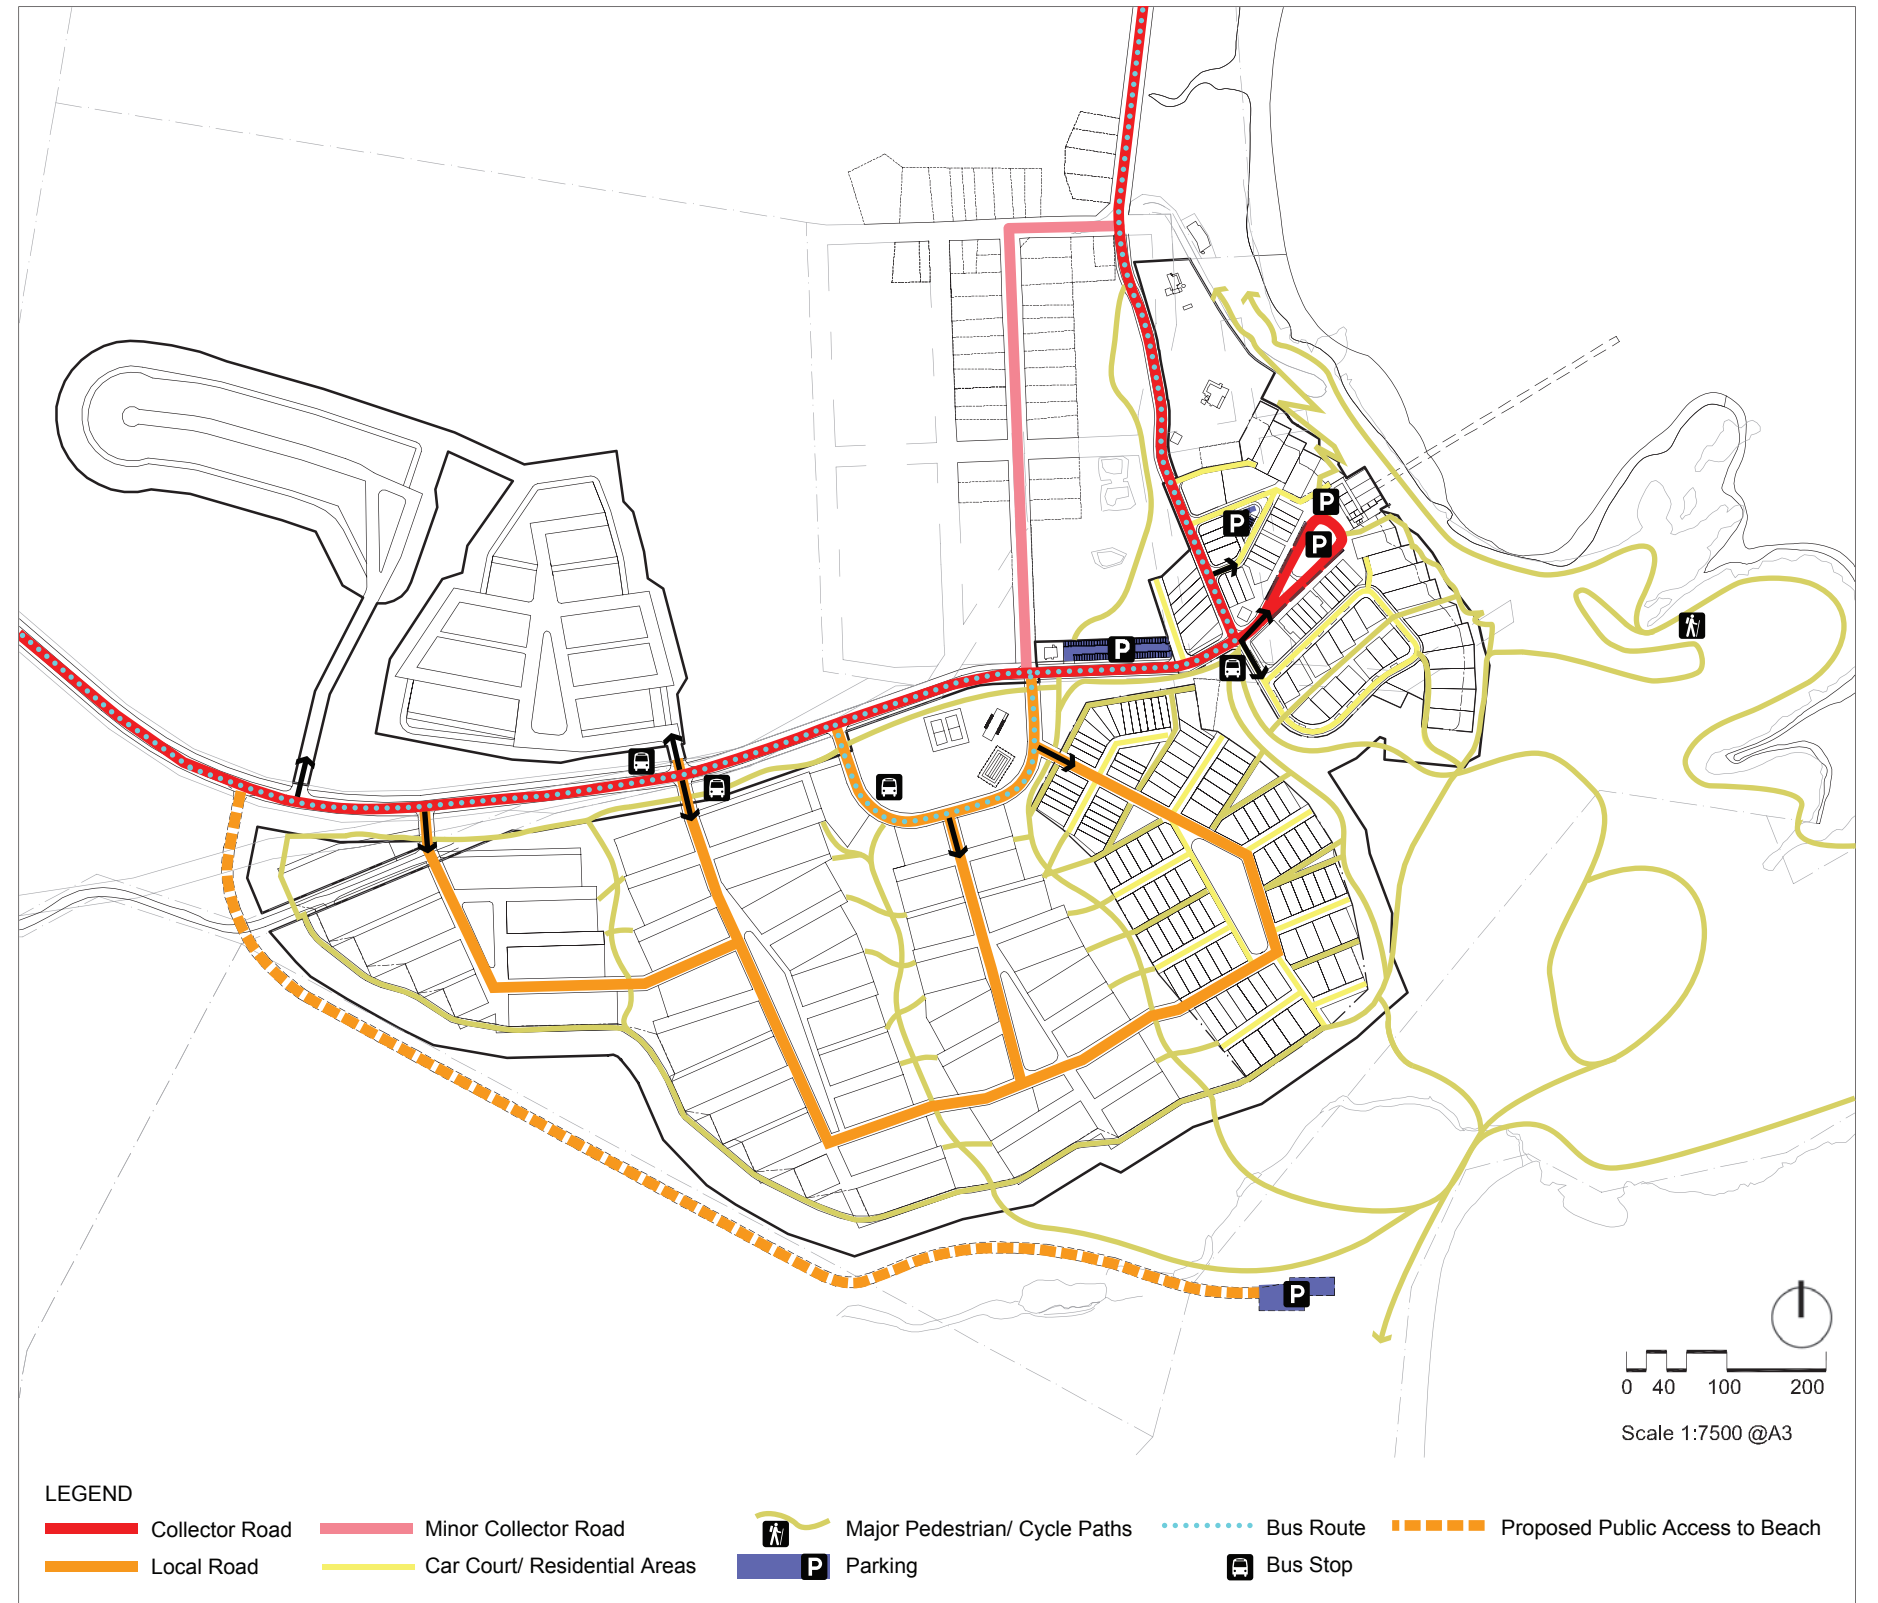 P
P
P
P
P
0 40 100 200
Scale 1:7500 @A3
LEGEND
Collector Road
Minor Collector Road
Major Pedestrian/ Cycle Paths
Bus Route
Proposed Public Access to Beach
Local Road
Car Court/ Residential Areas
P
Parking
Bus Stop